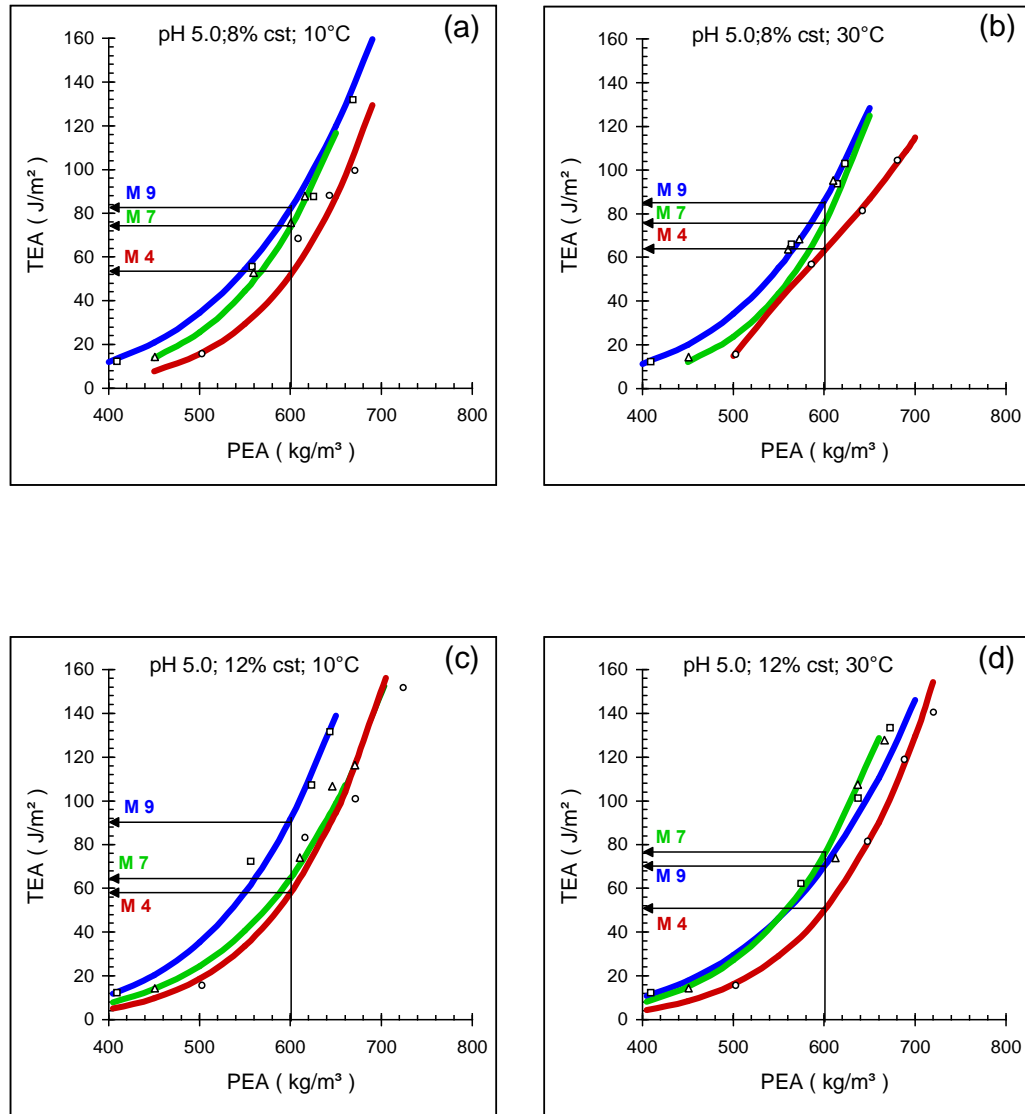 (a)
pH 5.0;8% cst; 10°C
160
140
120
100
80
60
40
20
0
TEA ( J/m² )
M 9
M 7
M 4
400 500 600 700 800
PEA ( kg/m³ )
(b)
pH 5.0;8% cst; 30°C
160
140
120
100
80
60
40
20
0
TEA ( J/m² )
M 9
M 7
M 4
400 500 600 700 800
PEA ( kg/m³ )
(c)
pH 5.0; 12% cst; 10°C
160
140
120
100
80
60
40
20
0
TEA ( J/m² )
M 9
M 7
M 4
400 500 600 700 800
PEA ( kg/m³ )
(d)
pH 5.0; 12% cst; 30°C
160
140
120
100
80
60
40
20
0
TEA ( J/m² )
M 7
M 9
M 4
400 500 600 700 800
PEA ( kg/m³ )